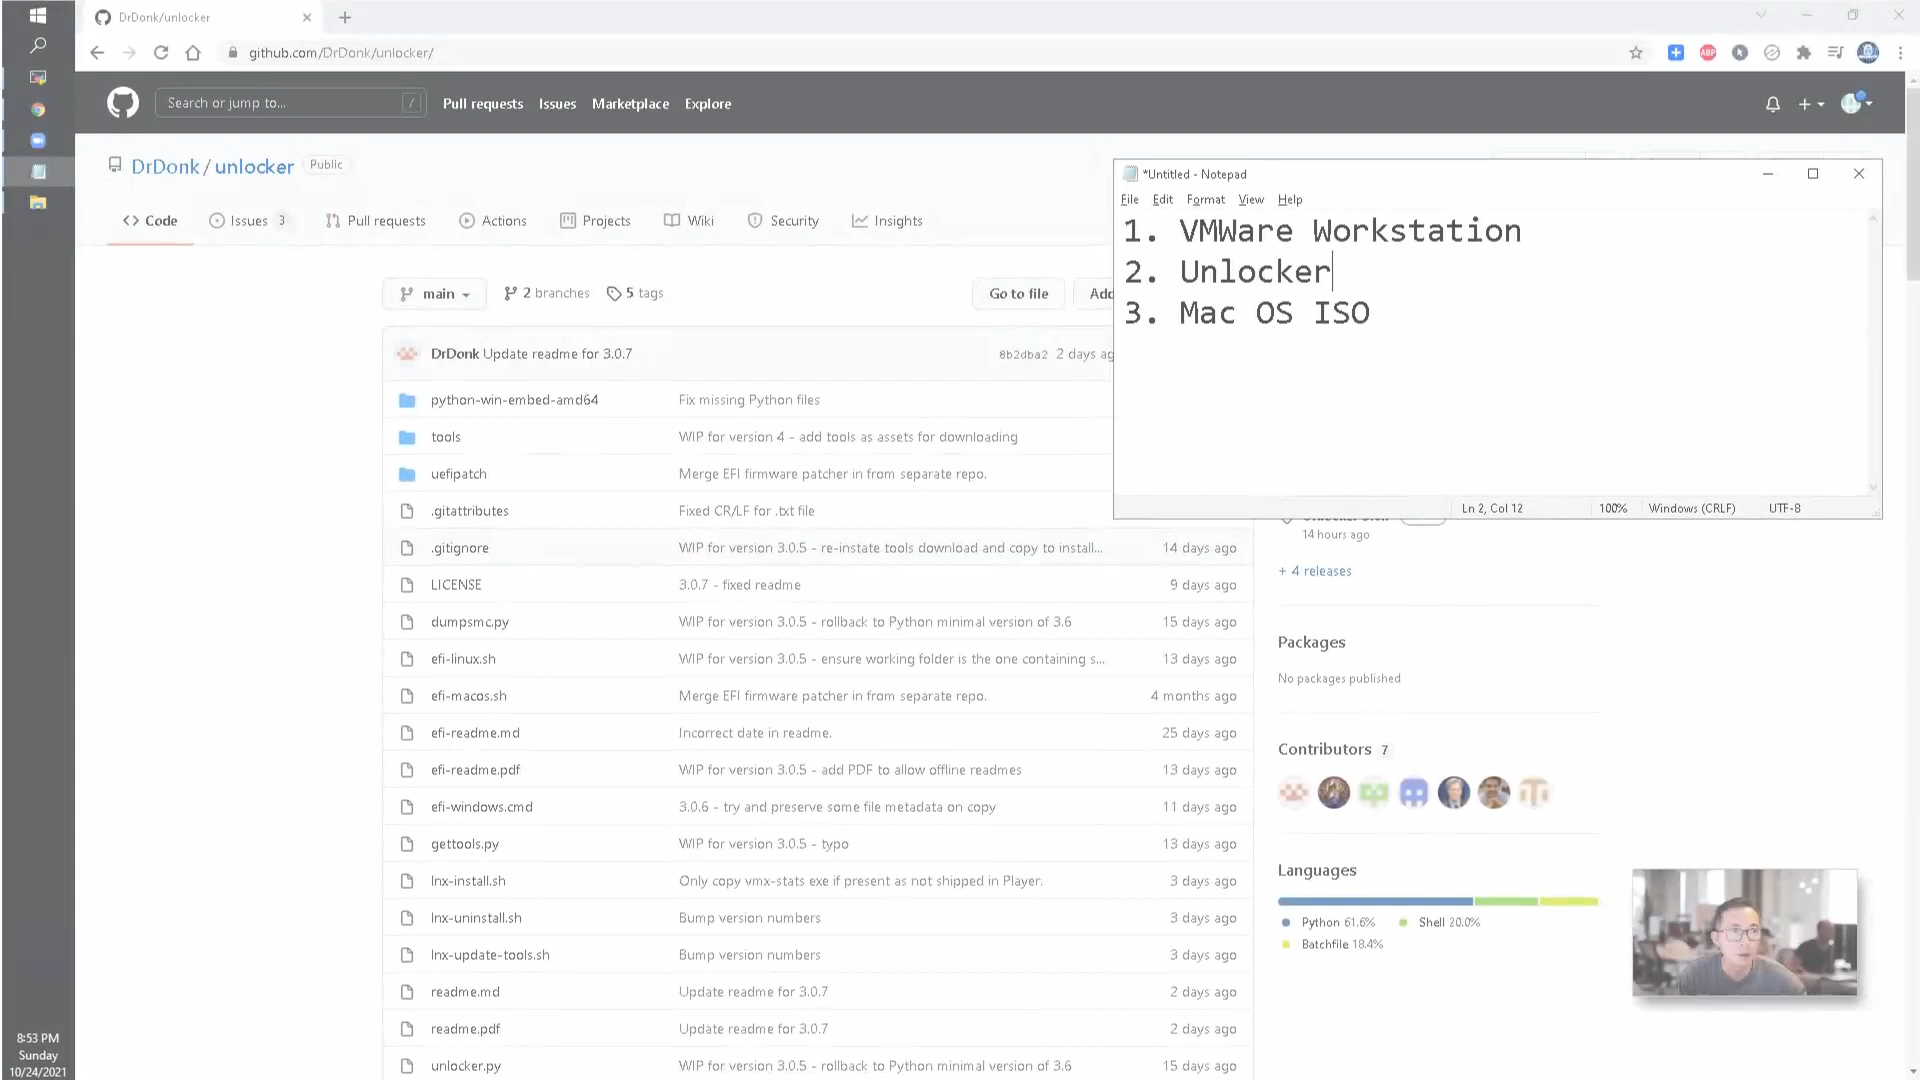 DrDonk/unlocker
github.com/DrDonk/unlocker/
ABP
Search or jump to...
/
Pull requests
Issues
Marketplace
Explore
DrDonk / unlocker
Public
<> Code
Issues 3
Pull requests
Actions
Projects
Wiki
Security
Insights
*Untitled - Notepad
File Edit Format View Help
1. VMWare Workstation
2. Unlocker
3. Mac OS ISO
Ln 2, Col 12
100%
Windows (CRLF)
UTF-8
main
2 branches
5 tags
Go to file
Add
DrDonk Update readme for 3.0.7
8b2dba2 2 days ag
python-win-embed-amd64 Fix missing Python files
tools WIP for version 4 - add tools as assets for downloading
uefipatch Merge EFI firmware patcher in from separate repo.
.gitattributes Fixed CR/LF for .txt file
.gitignore WIP for version 3.0.5 - re-instate tools download and copy to install... 14 days ago
LICENSE 3.0.7 - fixed readme 9 days ago
dumpsmc.py WIP for version 3.0.5 - rollback to Python minimal version of 3.6 15 days ago
efi-linux.sh WIP for version 3.0.5 - ensure working folder is the one containing s... 13 days ago
efi-macos.sh Merge EFI firmware patcher in from separate repo. 4 months ago
efi-readme.md Incorrect date in readme. 25 days ago
efi-readme.pdf WIP for version 3.0.5 - add PDF to allow offline readmes 13 days ago
efi-windows.cmd 3.0.6 - try and preserve some file metadata on copy 11 days ago
gettools.py WIP for version 3.0.5 - typo 13 days ago
lnx-install.sh Only copy vmx-stats exe if present as not shipped in Player. 3 days ago
lnx-uninstall.sh Bump version numbers 3 days ago
lnx-update-tools.sh Bump version numbers 3 days ago
readme.md Update readme for 3.0.7 2 days ago
readme.pdf Update readme for 3.0.7 2 days ago
unlocker.py WIP for version 3.0.5 - rollback to Python minimal version of 3.6 15 days ago
14 hours ago
+ 4 releases
Packages
No packages published
Contributors 7
Languages
Python 61.6%
Shell 20.0%
Batchfile 18.4%
8:53 PM
Sunday
10/24/2021